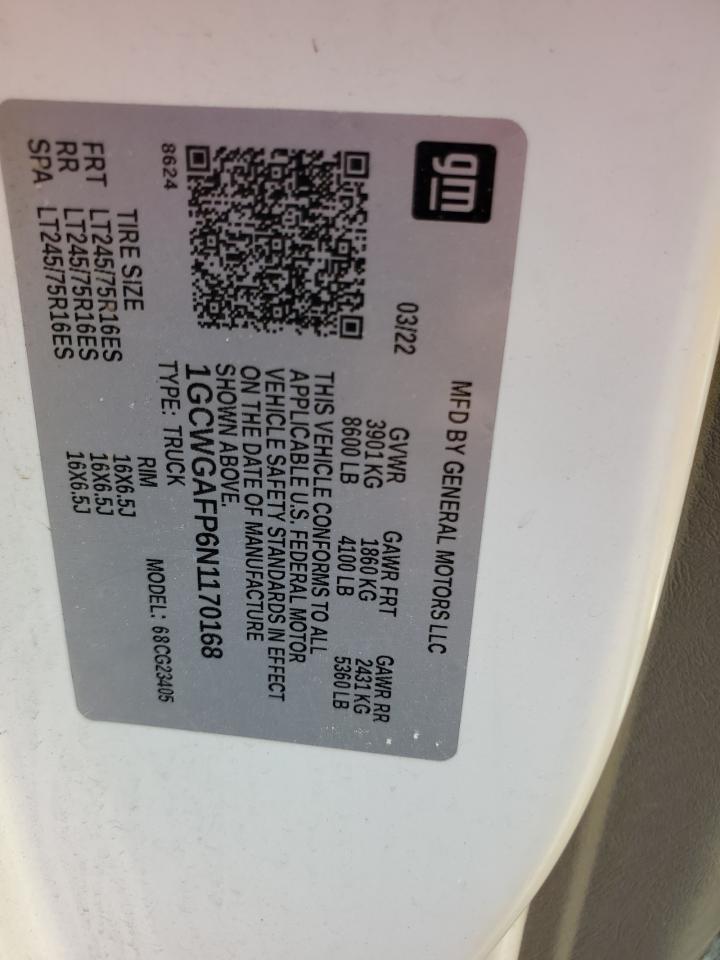 gm
MFD BY GENERAL MOTORS LLC
03/22
GVWR GAWR FRT GAWR RR
3901 KG 1860 KG 2431 KG
8600 LB 4100 LB 5360 LB
THIS VEHICLE CONFORMS TO ALL
APPLICABLE U.S. FEDERAL MOTOR
VEHICLE SAFETY STANDARDS IN EFFECT
ON THE DATE OF MANUFACTURE
SHOWN ABOVE.
1GCWGAFP6N1170168
8624
TYPE: TRUCK MODEL: 68CG23405
TIRE SIZE RIM
FRT LT245/75R16ES 16X6.5J
RR LT245/75R16ES 16X6.5J
SPA LT245/75R16ES 16X6.5J